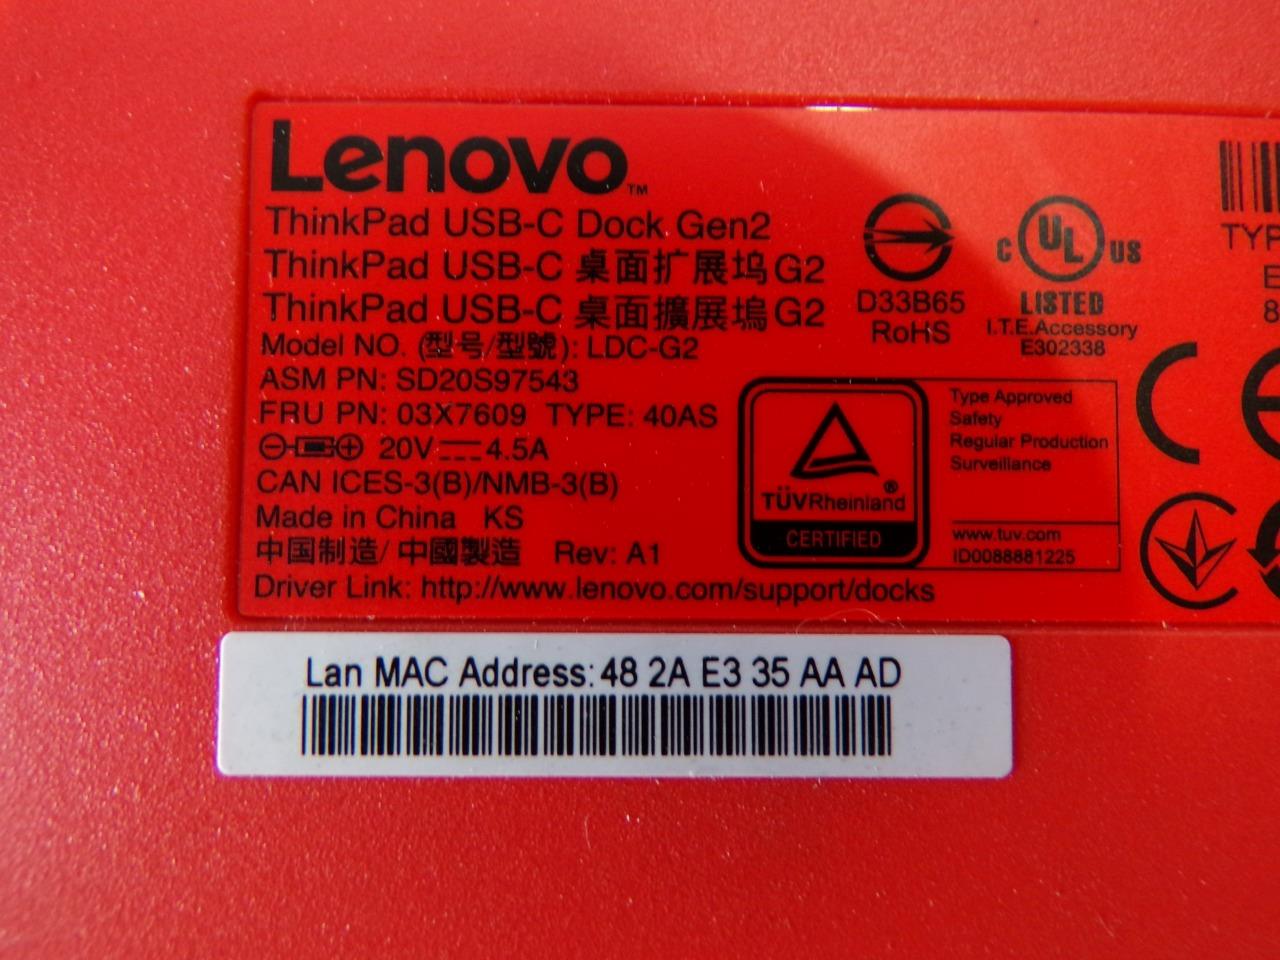 Lenovo™
ThinkPad USB-C Dock Gen2
ThinkPad USB-C 桌面扩展坞 G2
ThinkPad USB-C 桌面擴展塢 G2
Model NO. (型号/型號): LDC-G2
ASM PN: SD20S97543
FRU PN: 03X7609 TYPE: 40AS
20V⎓4.5A
CAN ICES-3(B)/NMB-3(B)
Made in China KS
中国制造/ 中國製造 Rev: A1
Driver Link: http://www.lenovo.com/support/docks
D33B65
RoHS
C UL US
LISTED
I.T.E.Accessory
E302338
TÜVRheinland®
CERTIFIED
Type Approved
Safety
Regular Production
Surveillance
www.tuv.com
ID0088881225
CE
Lan MAC Address: 48 2A E3 35 AA AD